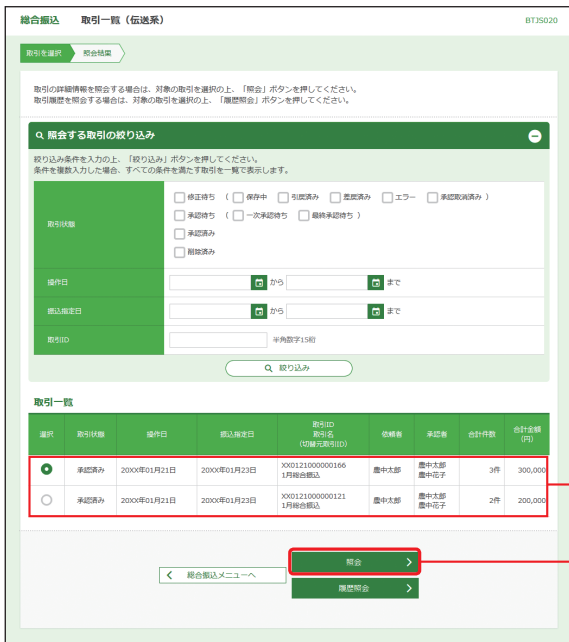 総合振込 取引一覧（伝送系） BTJS020
取引を選択 照会結果
取引の詳細情報を照会する場合は、対象の取引を選択の上、「照会」ボタンを押してください。
取引履歴を照会する場合は、対象の取引を選択の上、「履歴照会」ボタンを押してください。
照会する取引の絞り込み
絞り込み条件を入力の上、「絞り込み」ボタンを押してください。
条件を複数入力した場合、すべての条件を満たす取引を一覧で表示します。
取引状態
修正待ち （ 保存中 引戻済み 差戻済み エラー 承認取消済み ）
承認待ち （ 一次承認待ち 最終承認待ち ）
承認済み
削除済み
操作日 から まで
振込指定日 から まで
取引ID 半角数字15桁
絞り込み
取引一覧
選択 取引状態 操作日 振込指定日 取引ID 取引名 （切替元取引ID） 依頼者 承認者 合計件数 合計金額（円）
承認済み 20XX年01月21日 20XX年01月23日 XX0121000000166 1月総合振込 農中太郎 農中太郎 農中花子 3件 300,000
承認済み 20XX年01月21日 20XX年01月23日 XX0121000000121 1月総合振込 農中太郎 農中太郎 農中花子 2件 200,000
照会
総合振込メニューへ
履歴照会